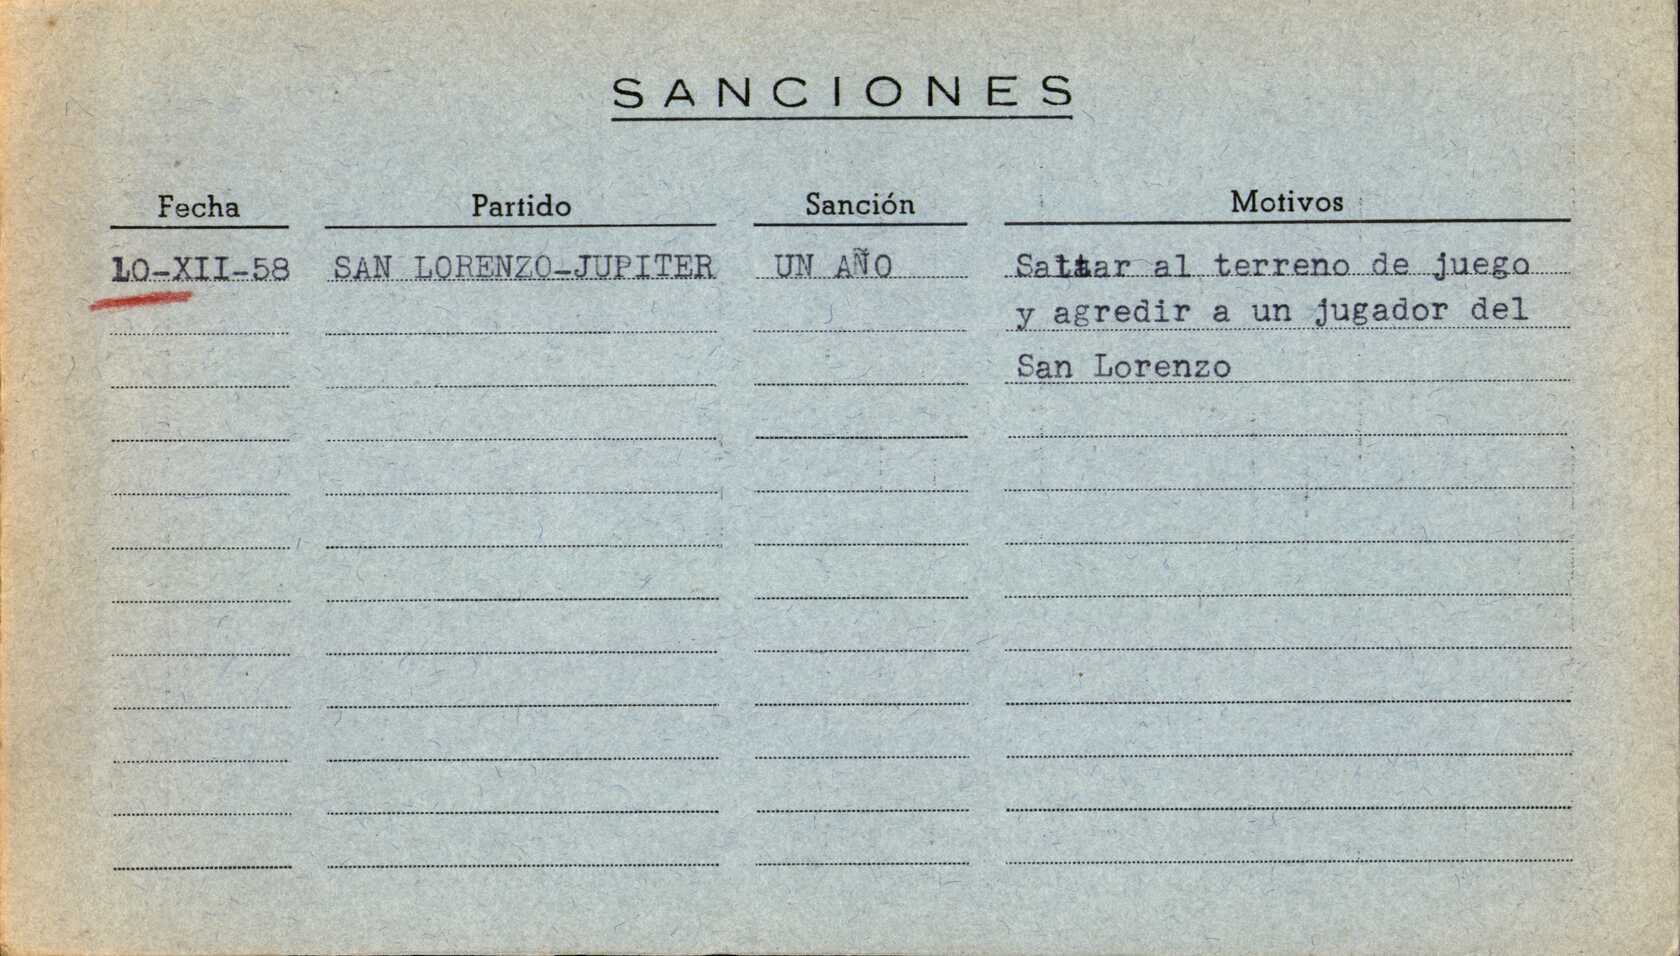 SANCIONES
Fecha Partido Sanción Motivos
10-XII-58 SAN LORENZO-JUPITER UN AÑO Saltar al terreno de juego
y agredir a un jugador del
San Lorenzo